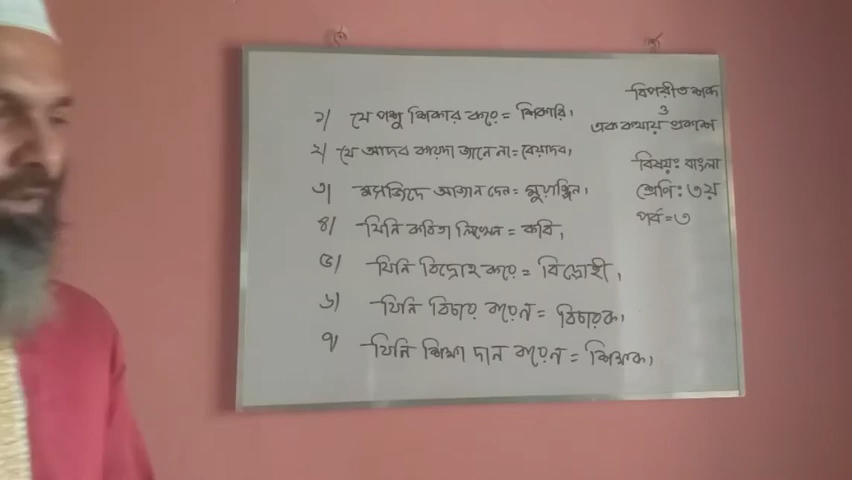 বিপরীত শব্দ
ও
এক কথায় প্রকাশ
বিষয়ঃ বাংলা
শ্রেণিঃ ৩য়
পর্ব = ৩
১) যে পশু শিকার করে = শিকারি,
২) যে আদব কায়দা জানে না = বেয়াদব,
৩) মসজিদে আজান দেন = মুয়াজ্জিন,
৪) যিনি কবিতা লিখেন = কবি,
৫) যিনি বিদ্রোহ করে = বিদ্রোহী,
৬) যিনি বিচার করেন = বিচারক,
৭) যিনি শিক্ষা দান করেন = শিক্ষক,